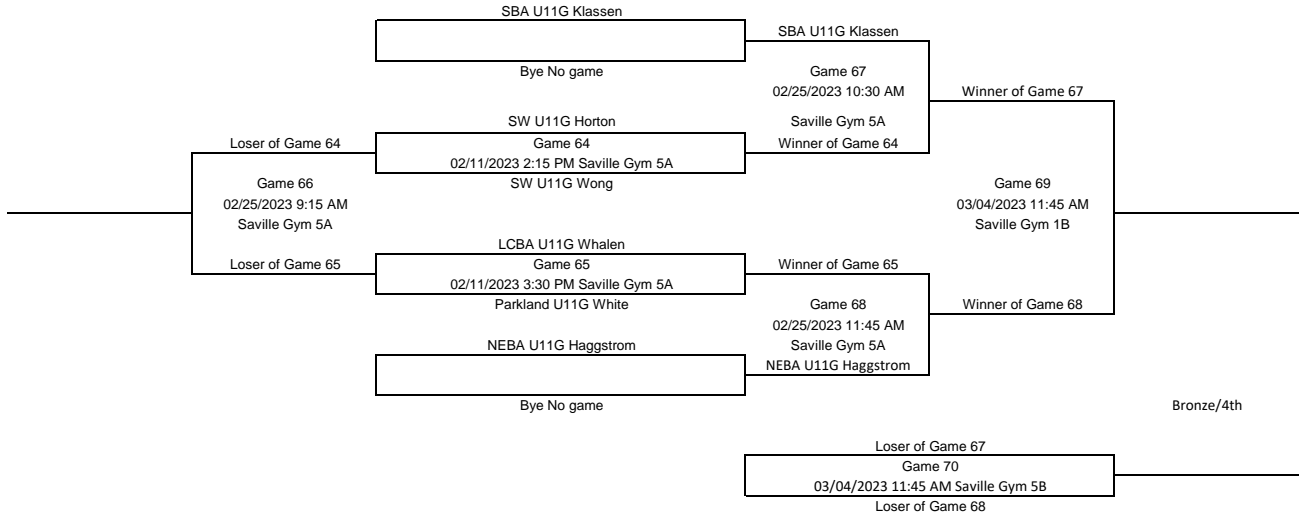 SBA U11G Klassen
SBA U11G Klassen
Bye No game
Game 67
02/25/2023 10:30 AM
Winner of Game 67
SW U11G Horton
Saville Gym 5A
Loser of Game 64
Game 64
Winner of Game 64
02/11/2023 2:15 PM Saville Gym 5A
Game 66
SW U11G Wong
Game 69
02/25/2023 9:15 AM
03/04/2023 11:45 AM
Saville Gym 5A
Saville Gym 1B
LCBA U11G Whalen
Loser of Game 65
Game 65
Winner of Game 65
02/11/2023 3:30 PM Saville Gym 5A
Parkland U11G White
Game 68
Winner of Game 68
02/25/2023 11:45 AM
NEBA U11G Haggstrom
Saville Gym 5A
NEBA U11G Haggstrom
Bye No game
Bronze/4th
Loser of Game 67
Game 70
03/04/2023 11:45 AM Saville Gym 5B
Loser of Game 68